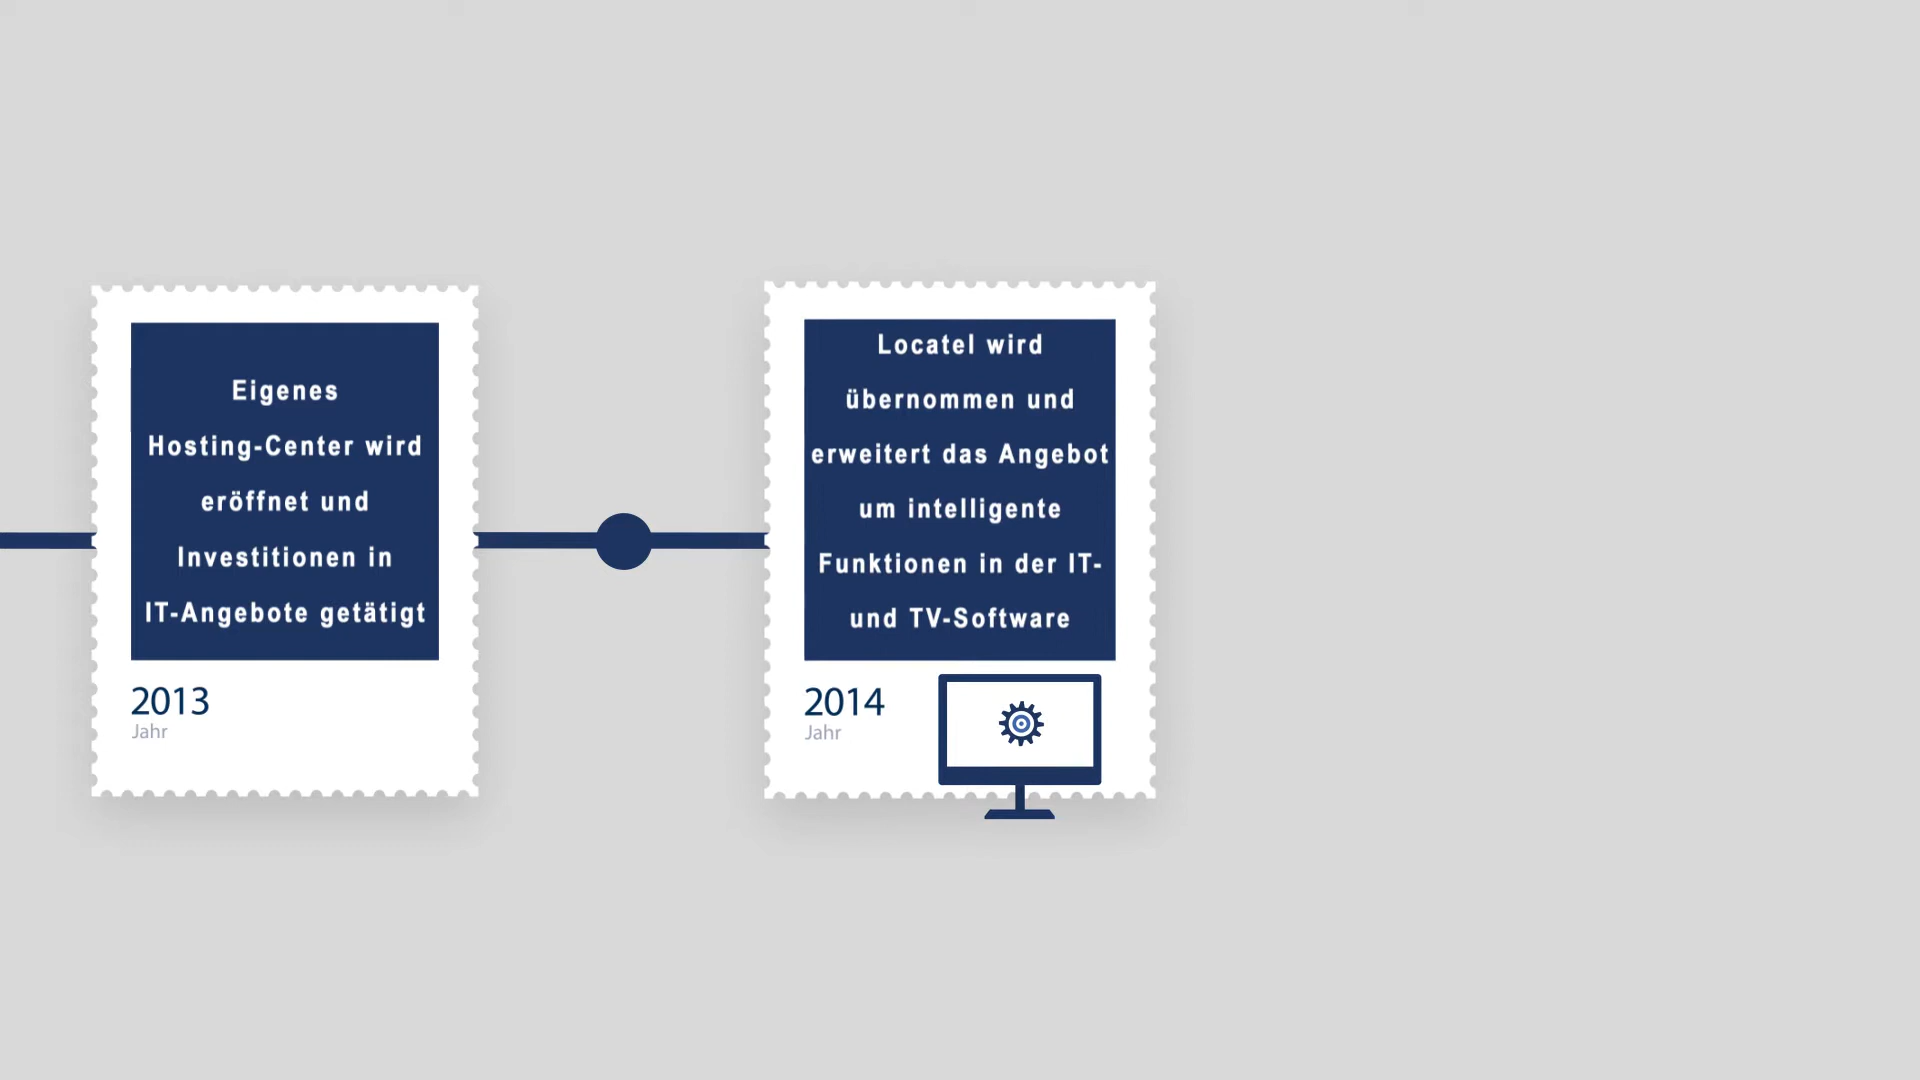 Eigenes
Hosting-Center wird
eröffnet und
Investitionen in
IT-Angebote getätigt
2013
Jahr
Locatel wird
übernommen und
erweitert das Angebot
um intelligente
Funktionen in der IT-
und TV-Software
2014
Jahr